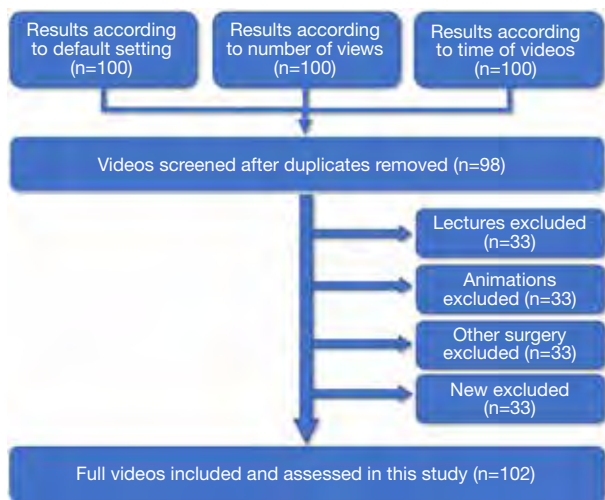 Results according
to default setting
(n=100)
Results according
to number of views
(n=100)
Results according
to time of videos
(n=100)
Videos screened after duplicates removed (n=98)
Lectures excluded
(n=33)
Animations
excluded (n=33)
Other surgery
excluded (n=33)
New excluded
(n=33)
Full videos included and assessed in this study (n=102)